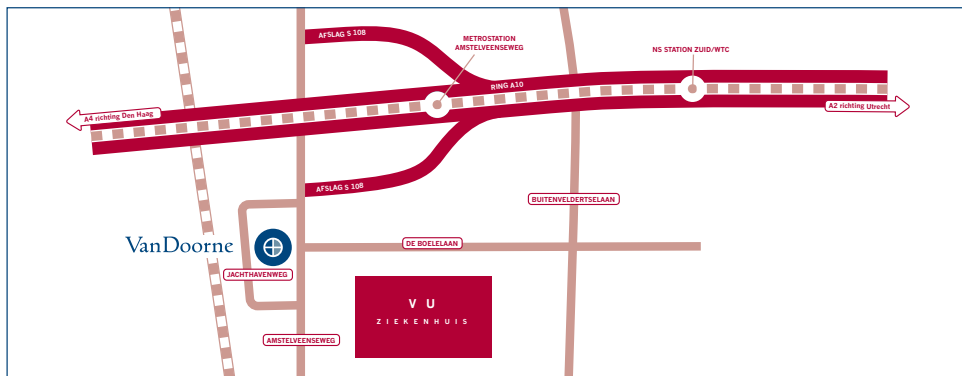 AFSLAG S 108
METROSTATION
AMSTELVEENSEWEG
NS STATION ZUID/WTC
RING A10
A4 richting Den Haag
A2 richting Utrecht
AFSLAG S 108
BUITENVELDERTSELAAN
VanDoorne
DE BOELELAAN
JACHTHAVENWEG
VU
ZIEKENHUIS
AMSTELVEENSEWEG